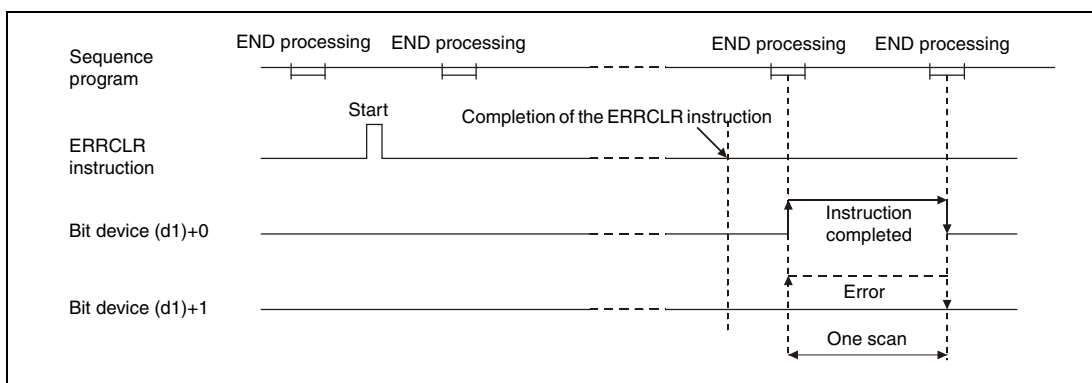 END processing
END processing
END processing
END processing
Sequence
program
Start
Completion of the ERRCLR instruction
ERRCLR
instruction
Bit device (d1)+0
Instruction
completed
Error
Bit device (d1)+1
One scan